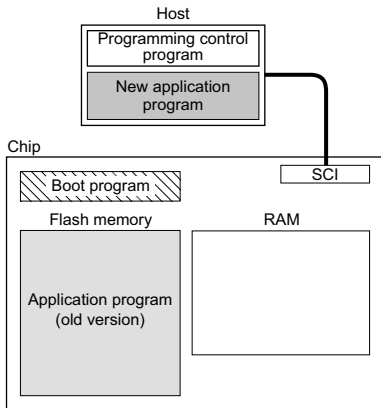 Host
Programming control
program
New application
program
Chip
SCI
Boot program
Flash memory
RAM
Application program
(old version)